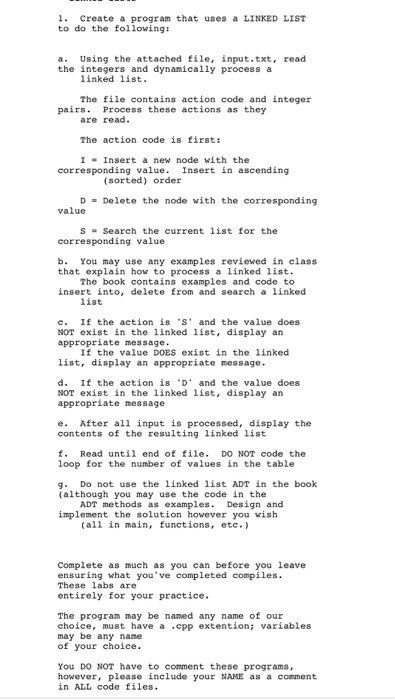 1.  Create a program that uses a LINKED LIST
to do the following:
a.  Using the attached file, input.txt, read
the integers and dynamically process a
linked list.
The file contains action code and integer
pairs.  Process these actions as they
are read.
The action code is first:
I = Insert a new node with the
corresponding value.  Insert in ascending
(sorted) order
D = Delete the node with the corresponding
value
S = Search the current list for the
corresponding value
b.  You may use any examples reviewed in class
that explain how to process a linked list.
The book contains examples and code to
insert into, delete from and search a linked
list
c.  If the action is 'S' and the value does
NOT exist in the linked list, display an
appropriate message.
If the value DOES exist in the linked
list, display an appropriate message.
d.  If the action is 'D' and the value does
NOT exist in the linked list, display an
appropriate message
e.  After all input is processed, display the
contents of the resulting linked list
f.  Read until end of file.  DO NOT code the
loop for the number of values in the table
g.  Do not use the linked list ADT in the book
(although you may use the code in the
ADT methods as examples.  Design and
implement the solution however you wish
(all in main, functions, etc.)
Complete as much as you can before you leave
ensuring what you've completed compiles.
These labs are
entirely for your practice.
The program may be named any name of our
choice, must have a .cpp extention; variables
may be any name
of your choice.
You DO NOT have to comment these programs,
however, please include your NAME as a comment
in ALL code files.